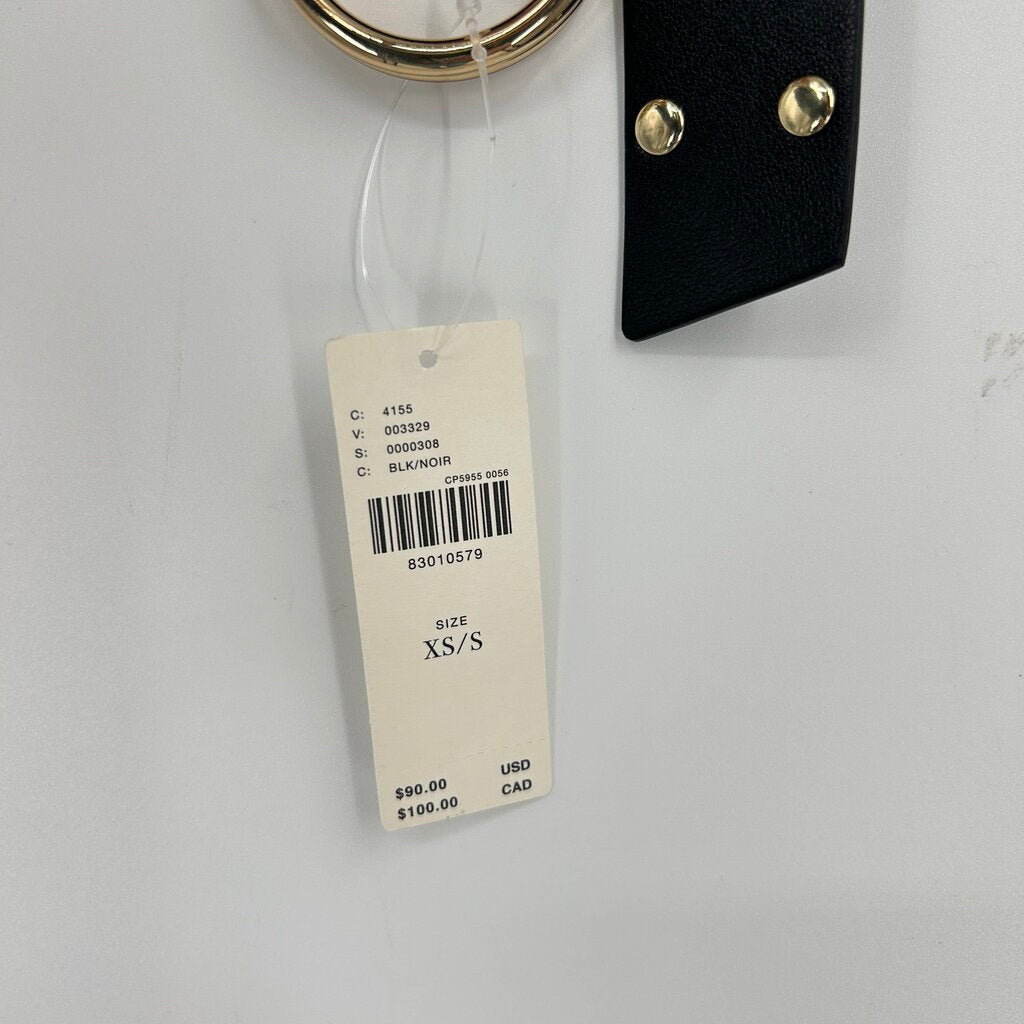 C: 4155
V: 003329
S: 0000308
C: BLK/NOIR
CP5955 0056
83010579
SIZE
XS/S
$90.00 USD
$100.00 CAD